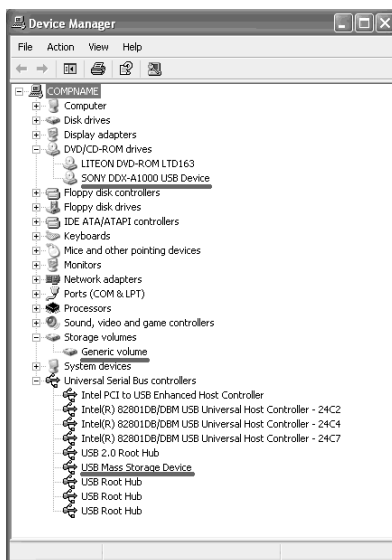 Device Manager
File Action View Help
COMPNAME
Computer
Disk drives
Display adapters
DVD/CD-ROM drives
LITEON DVD-ROM LTD163
SONY DDX-A1000 USB Device
Floppy disk controllers
Floppy disk drives
IDE ATA/ATAPI controllers
Keyboards
Mice and other pointing devices
Monitors
Network adapters
Ports (COM & LPT)
Processors
Sound, video and game controllers
Storage volumes
Generic volume
System devices
Universal Serial Bus controllers
Intel PCI to USB Enhanced Host Controller
Intel(R) 82801DB/DBM USB Universal Host Controller - 24C2
Intel(R) 82801DB/DBM USB Universal Host Controller - 24C4
Intel(R) 82801DB/DBM USB Universal Host Controller - 24C7
USB 2.0 Root Hub
USB Mass Storage Device
USB Root Hub
USB Root Hub
USB Root Hub